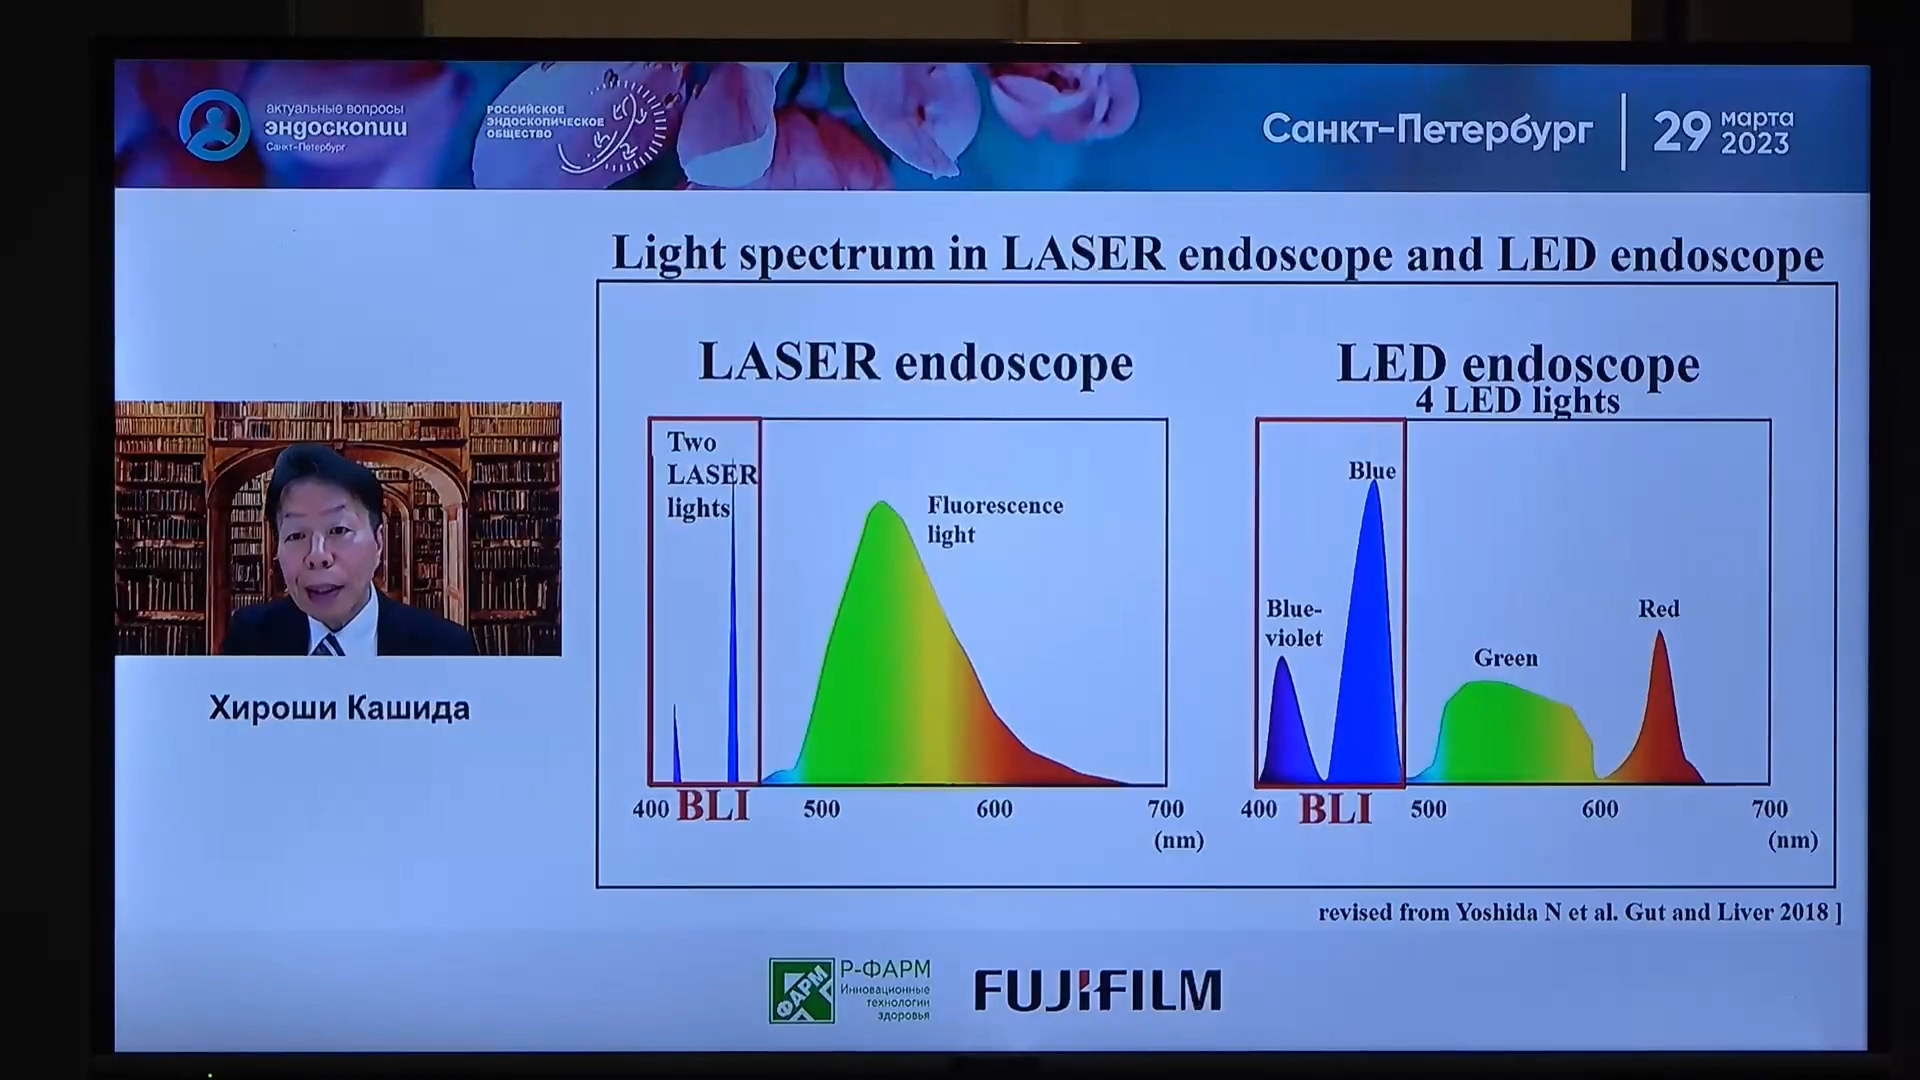 актуальные вопросы
эндоскопии
Санкт-Петербург
РОССИЙСКОЕ
ЭНДОСКОПИЧЕСКОЕ
ОБЩЕСТВО
Санкт-Петербург
29 марта
2023
Light spectrum in LASER endoscope and LED endoscope
LASER endoscope
Two
LASER
lights
Fluorescence
light
400 BLI 500 600 700
(nm)
LED endoscope
4 LED lights
Blue
Blue-
violet
Green
Red
400 BLI 500 600 700
(nm)
revised from Yoshida N et al. Gut and Liver 2018 ]
Хироши Кашида
ФАРМ
Р-ФАРМ
Инновационные
технологии
здоровья
FUJIFILM